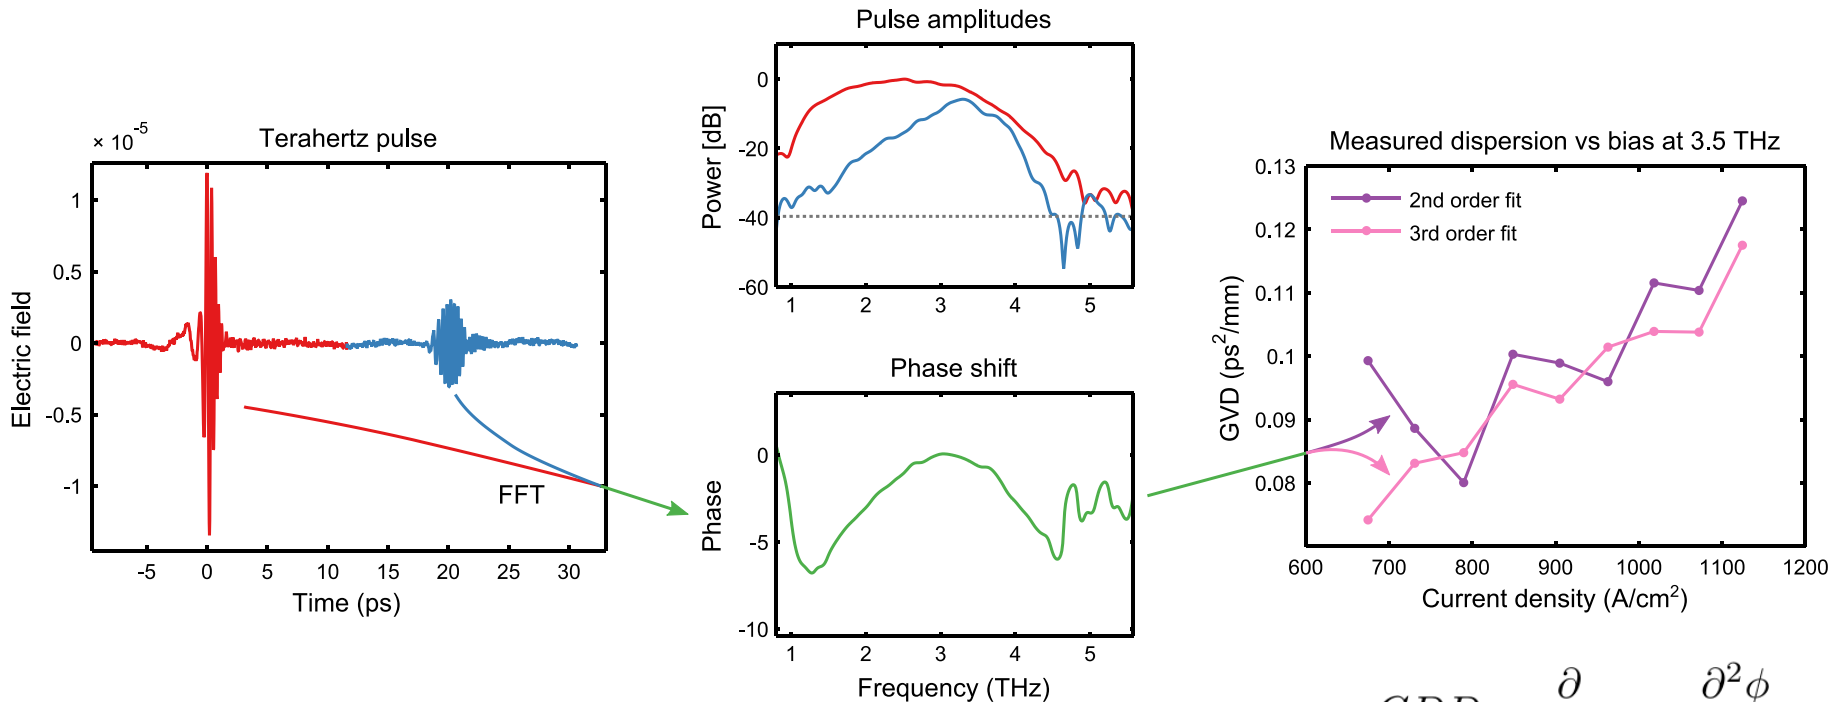 Terahertz pulse
× 10-5
1
0.5
0
-0.5
-1
Electric field
-5 0 5 10 15 20 25 30
Time (ps)
FFT
Pulse amplitudes
0
-20
-40
-60
Power [dB]
1 2 3 4 5
Phase shift
0
-5
-10
Phase
1 2 3 4 5
Frequency (THz)
Measured dispersion vs bias at 3.5 THz
0.13
0.12
0.11
0.1
0.09
0.08
GVD (ps2/mm)
2nd order fit
3rd order fit
600 700 800 900 1000 1100 1200
Current density (A/cm2)
∂ ∂2ϕ